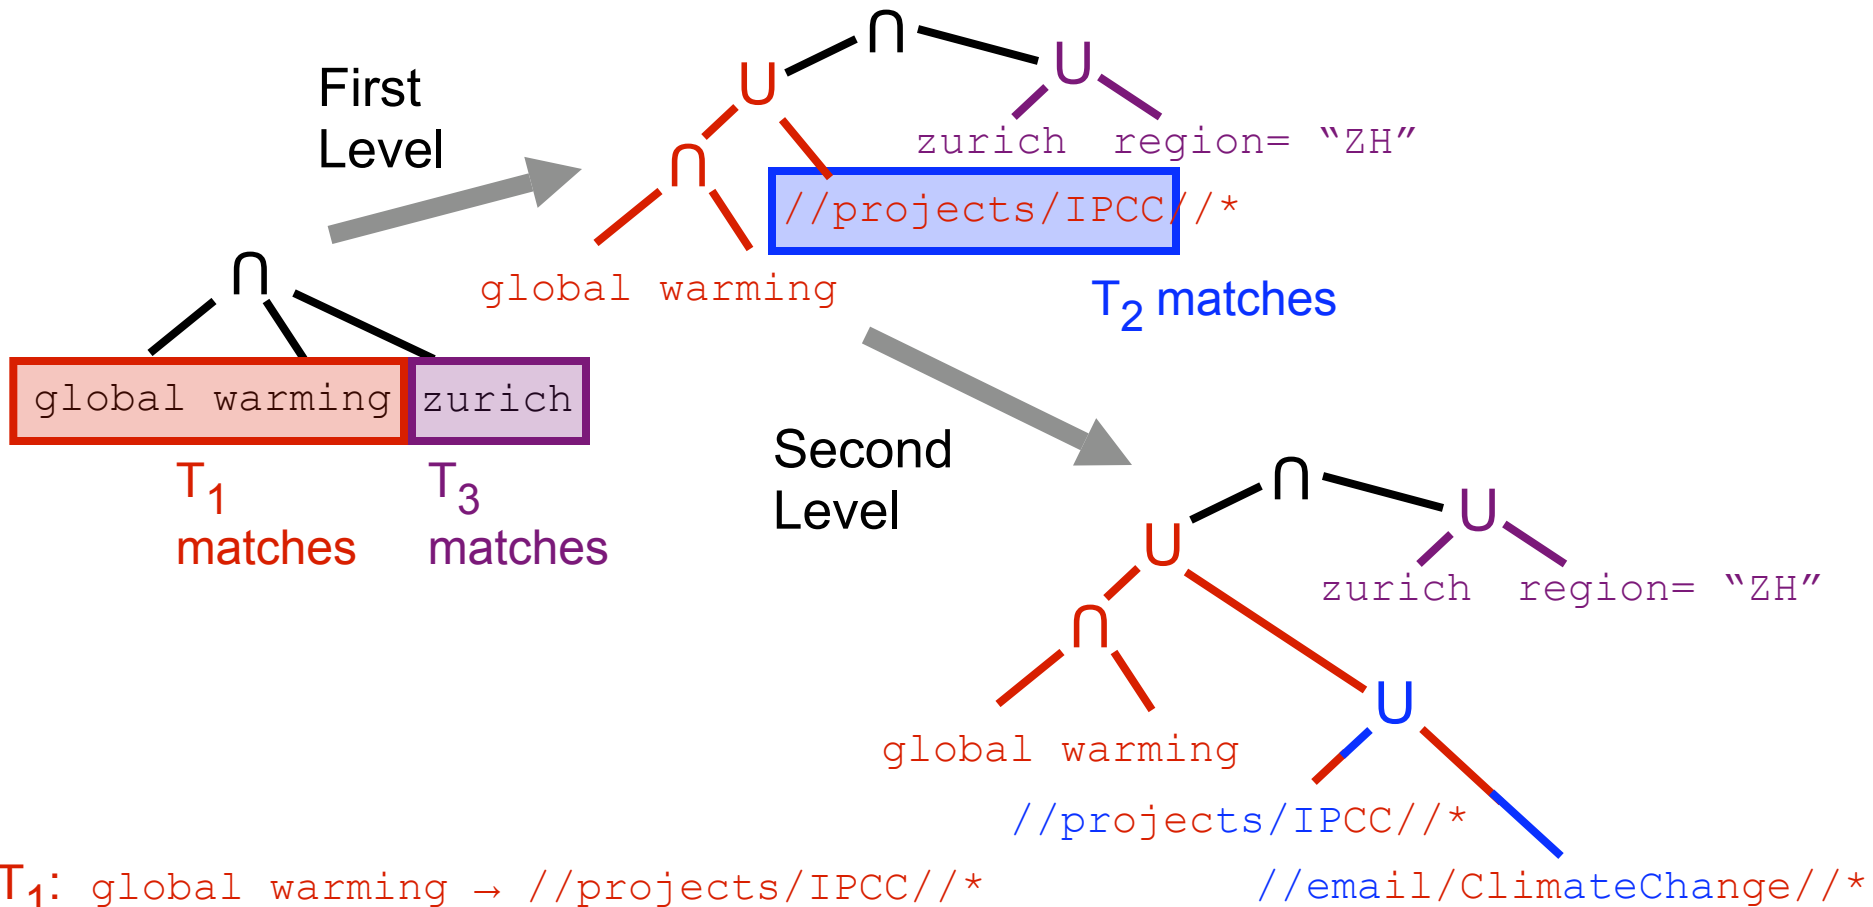 ∩
First
Level
U
U
zurich region= “ZH”
∩
//projects/IPCC//*
∩
global warming
T2 matches
global warming
zurich
Second
Level
T1
matches
T3
matches
∩
U
U
zurich region= “ZH”
∩
U
global warming
//projects/IPCC//*
T1: global warming → //projects/IPCC//*
//email/ClimateChange//*